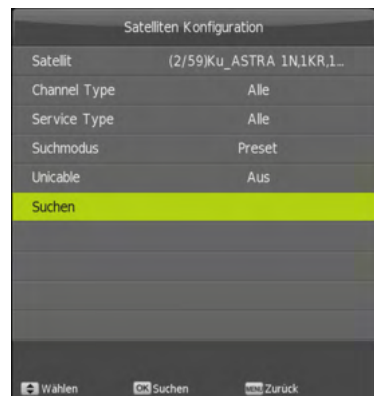 Satelliten Konfiguration
Satellit (2/59)Ku_ASTRA 1N,1KR,1...
Channel Type Alle
Service Type Alle
Suchmodus Preset
Unicable Aus
Suchen
Wählen OK Suchen MENU Zurück